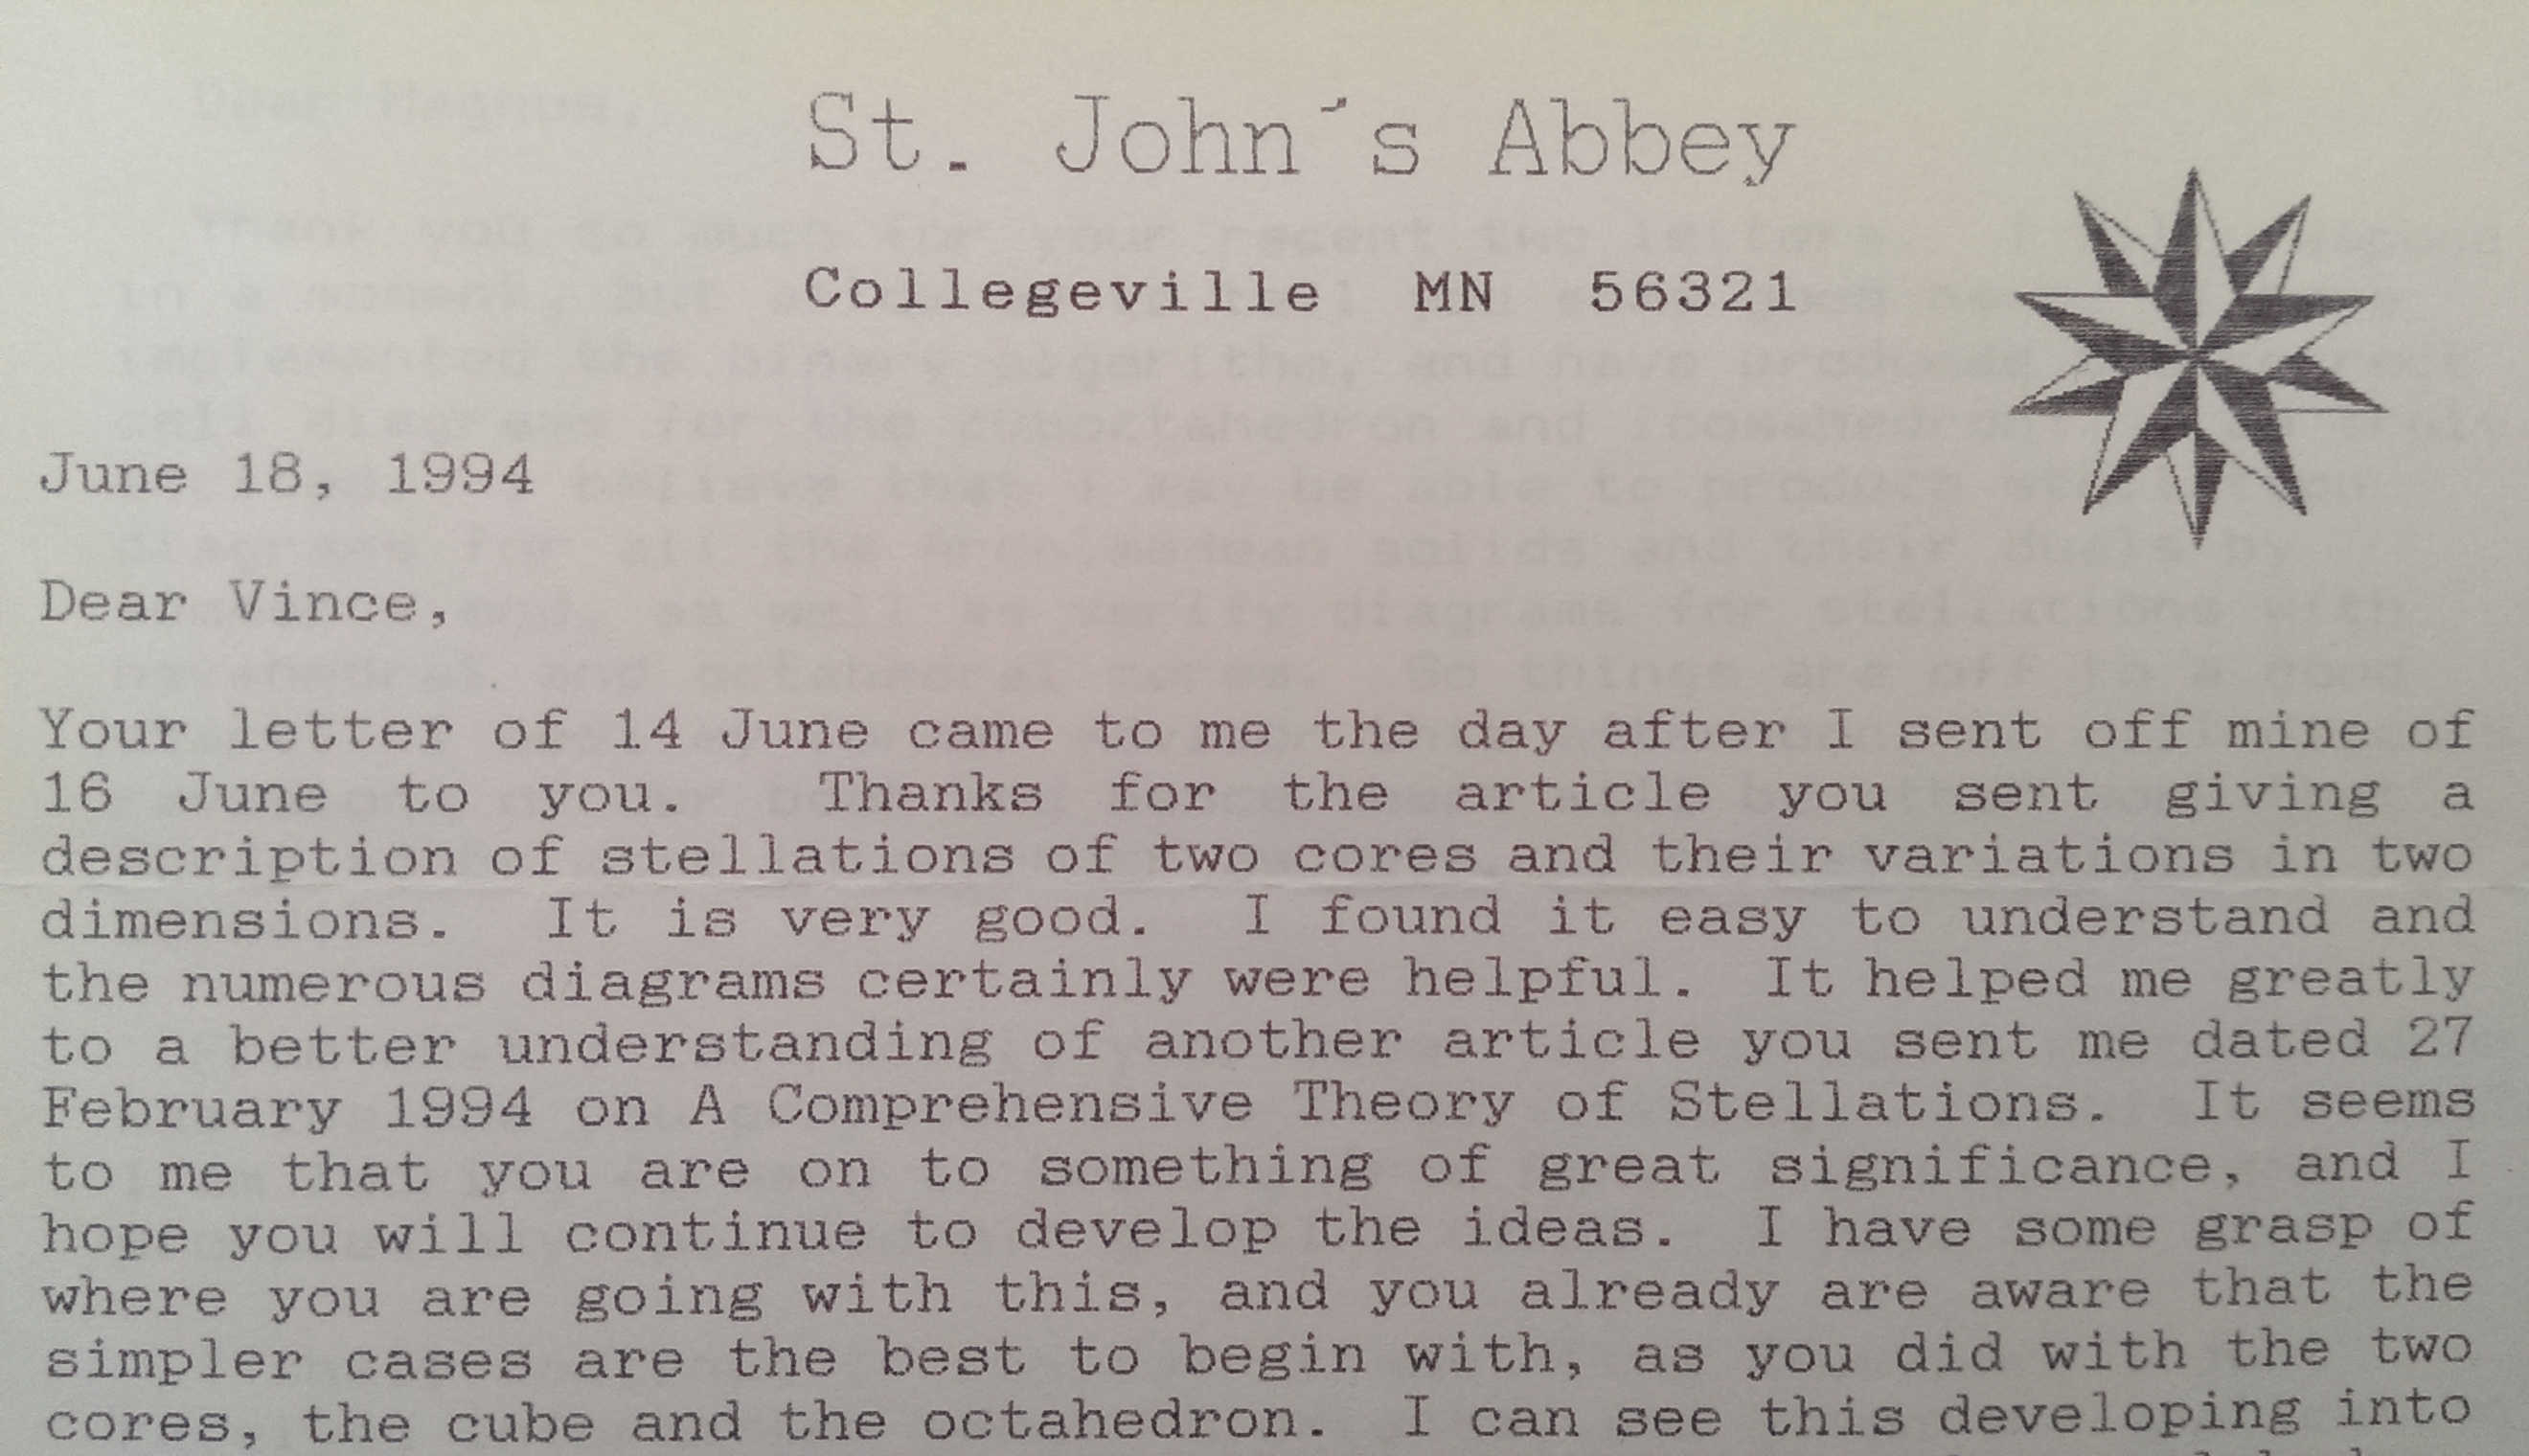 St. John´s Abbey
Collegeville MN 56321
June 18, 1994
Dear Vince,
Your letter of 14 June came to me the day after I sent off mine of
16 June to you. Thanks for the article you sent giving a
description of stellations of two cores and their variations in two
dimensions. It is very good. I found it easy to understand and
the numerous diagrams certainly were helpful. It helped me greatly
to a better understanding of another article you sent me dated 27
February 1994 on A Comprehensive Theory of Stellations. It seems
to me that you are on to something of great significance, and I
hope you will continue to develop the ideas. I have some grasp of
where you are going with this, and you already are aware that the
simpler cases are the best to begin with, as you did with the two
cores, the cube and the octahedron. I can see this developing into